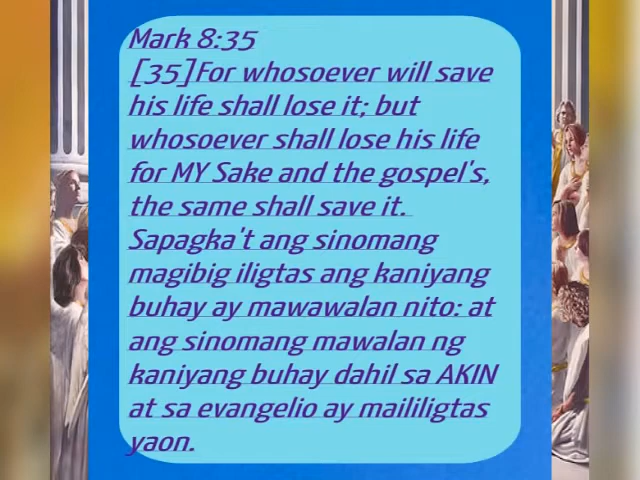 Mark 8:35
[35]For whosoever will save
his life shall lose it; but
whosoever shall lose his life
for MY Sake and the gospel's,
the same shall save it.
Sapagka't ang sinomang
magibig iligtas ang kaniyang
buhay ay mawawalan nito: at
ang sinomang mawalan ng
kaniyang buhay dahil sa AKIN
at sa evangelio ay maililigtas
yaon.